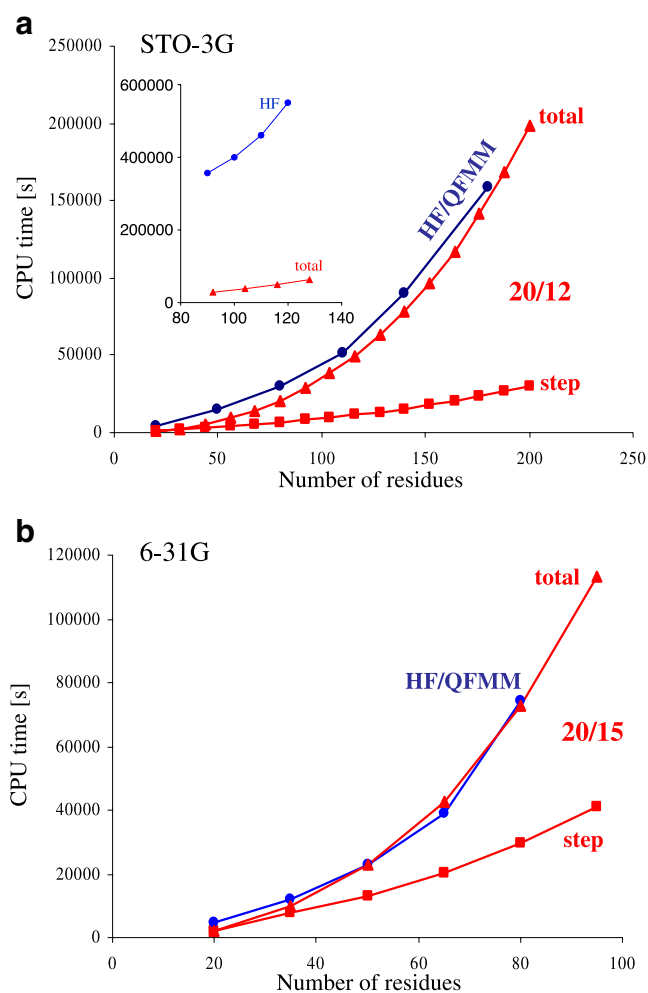 a
STO-3G
250000
200000
150000
100000
50000
0
CPU time [s]
0
50
100
150
200
250
Number of residues
600000
400000
200000
0
80
100
120
140
HF
total
HF/QFMM
total
20/12
step
b
6-31G
120000
100000
80000
60000
40000
20000
0
CPU time [s]
0
20
40
60
80
100
Number of residues
total
HF/QFMM
20/15
step